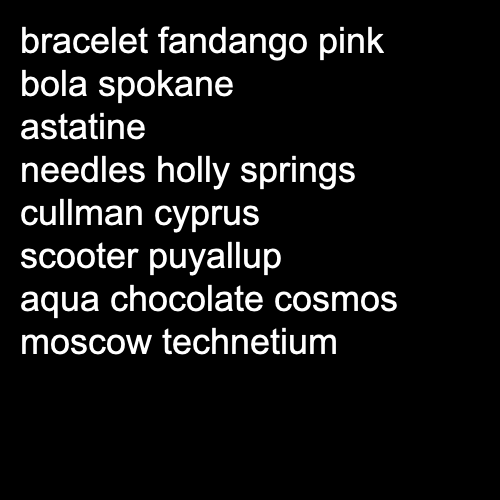 bracelet fandango pink
bola spokane
astatine
needles holly springs
cullman cyprus
scooter puyallup
aqua chocolate cosmos
moscow technetium